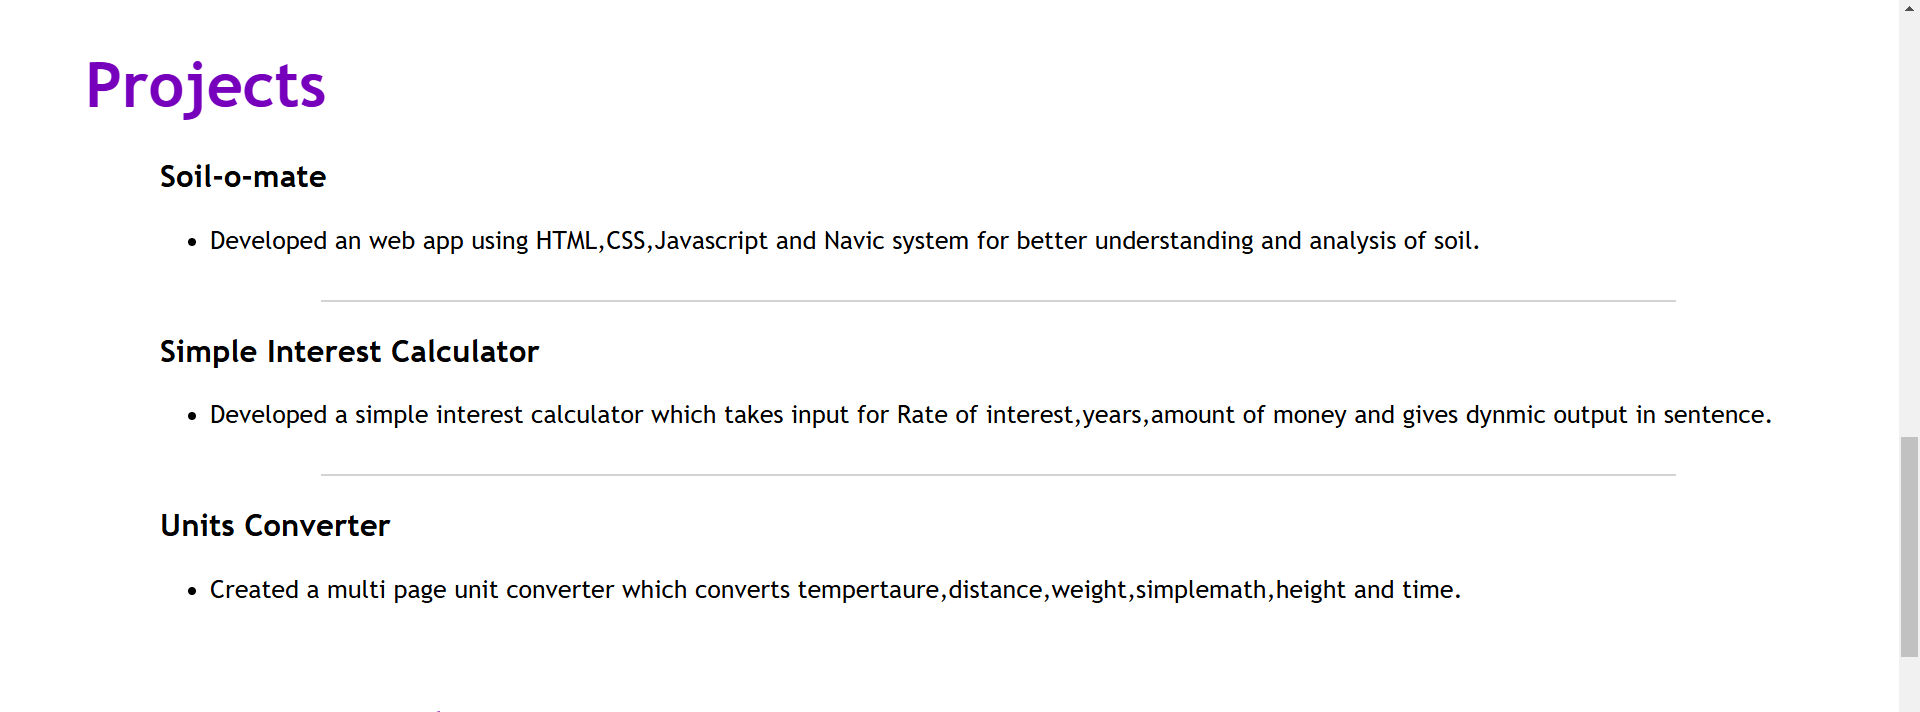 Projects
Soil-o-mate
Developed an web app using HTML,CSS,Javascript and Navic system for better understanding and analysis of soil.
Simple Interest Calculator
Developed a simple interest calculator which takes input for Rate of interest,years,amount of money and gives dynmic output in sentence.
Units Converter
Created a multi page unit converter which converts tempertaure,distance,weight,simplemath,height and time.